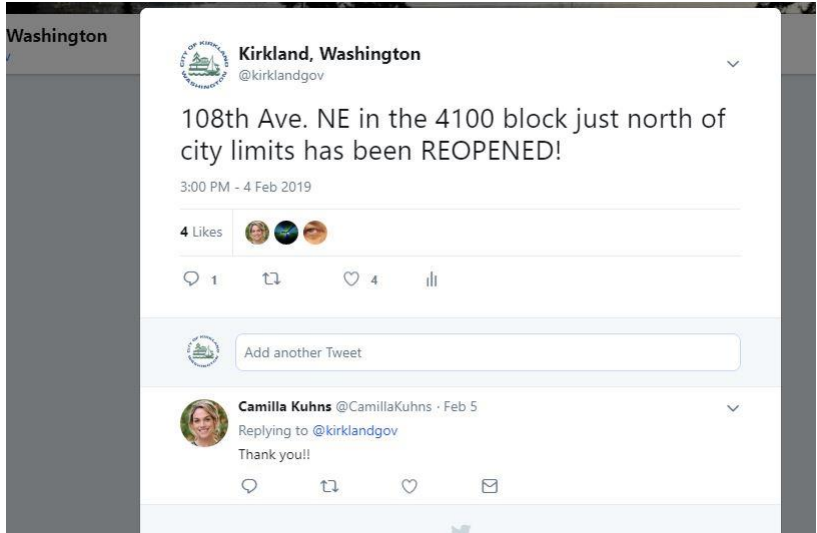 Washington
Kirkland, Washington
@kirklandgov
108th Ave. NE in the 4100 block just north of
city limits has been REOPENED!
3:00 PM - 4 Feb 2019
4 Likes
1
4
Add another Tweet
Camilla Kuhns @CamillaKuhns · Feb 5
Replying to @kirklandgov
Thank you!!